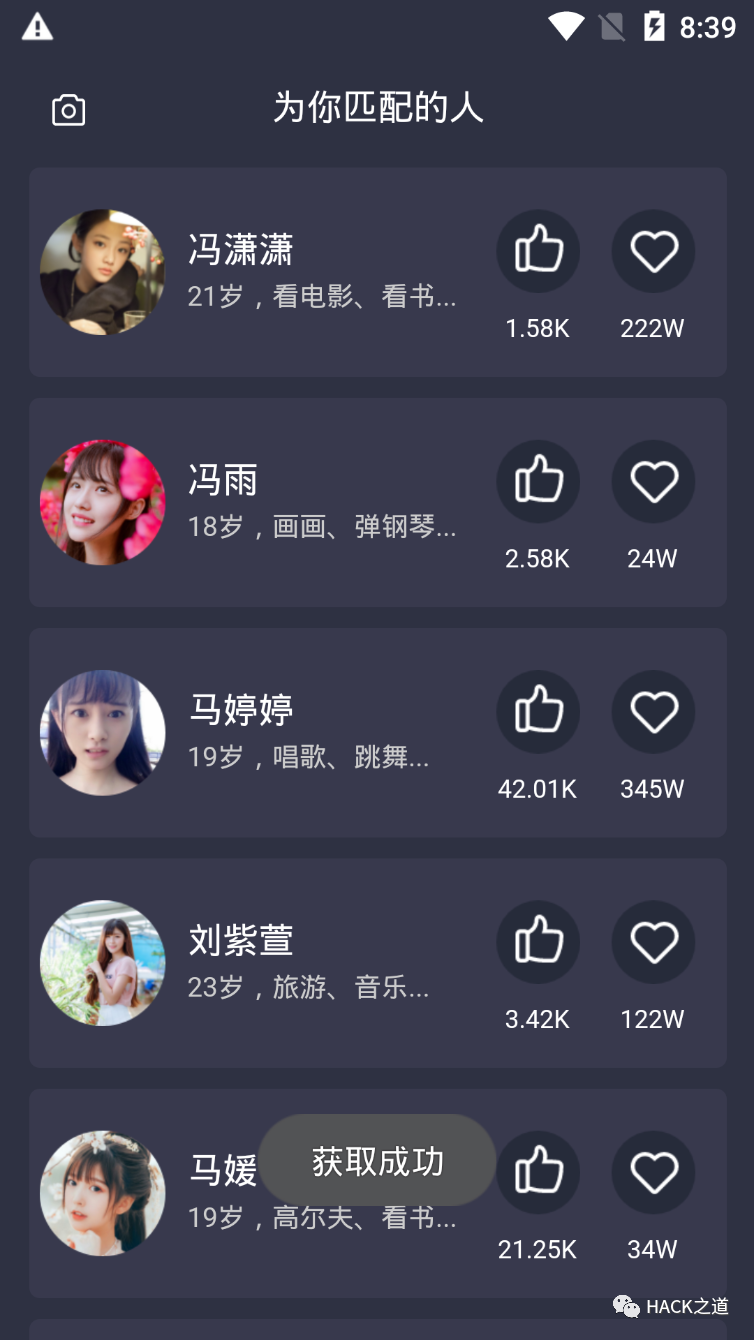 8:39
为你匹配的人
冯潇潇
21岁，看电影、看书...
1.58K
222W
冯雨
18岁，画画、弹钢琴...
2.58K
24W
马婷婷
19岁，唱歌、跳舞...
42.01K
345W
刘紫萱
23岁，旅游、音乐...
3.42K
122W
马媛
获取成功
19岁，高尔夫、看书...
21.25K
34W
HACK之道